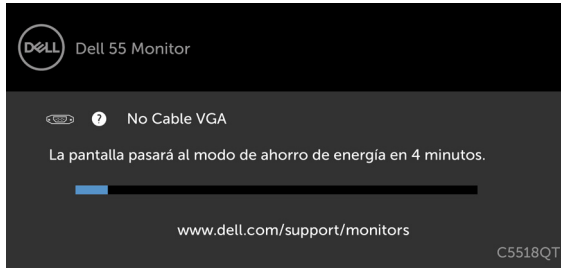 DELL
Dell 55 Monitor
? No Cable VGA
La pantalla pasará al modo de ahorro de energía en 4 minutos.
www.dell.com/support/monitors
C5518QT